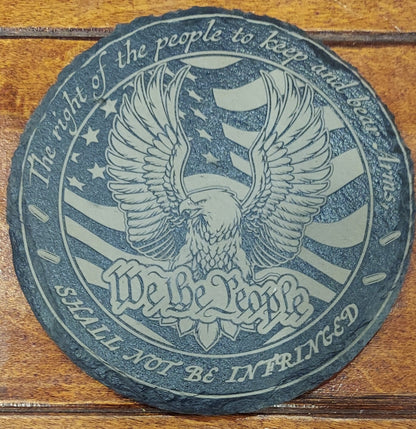 The right of the people to keep and bear Arms
We the People
SHALL NOT BE INFRINGED